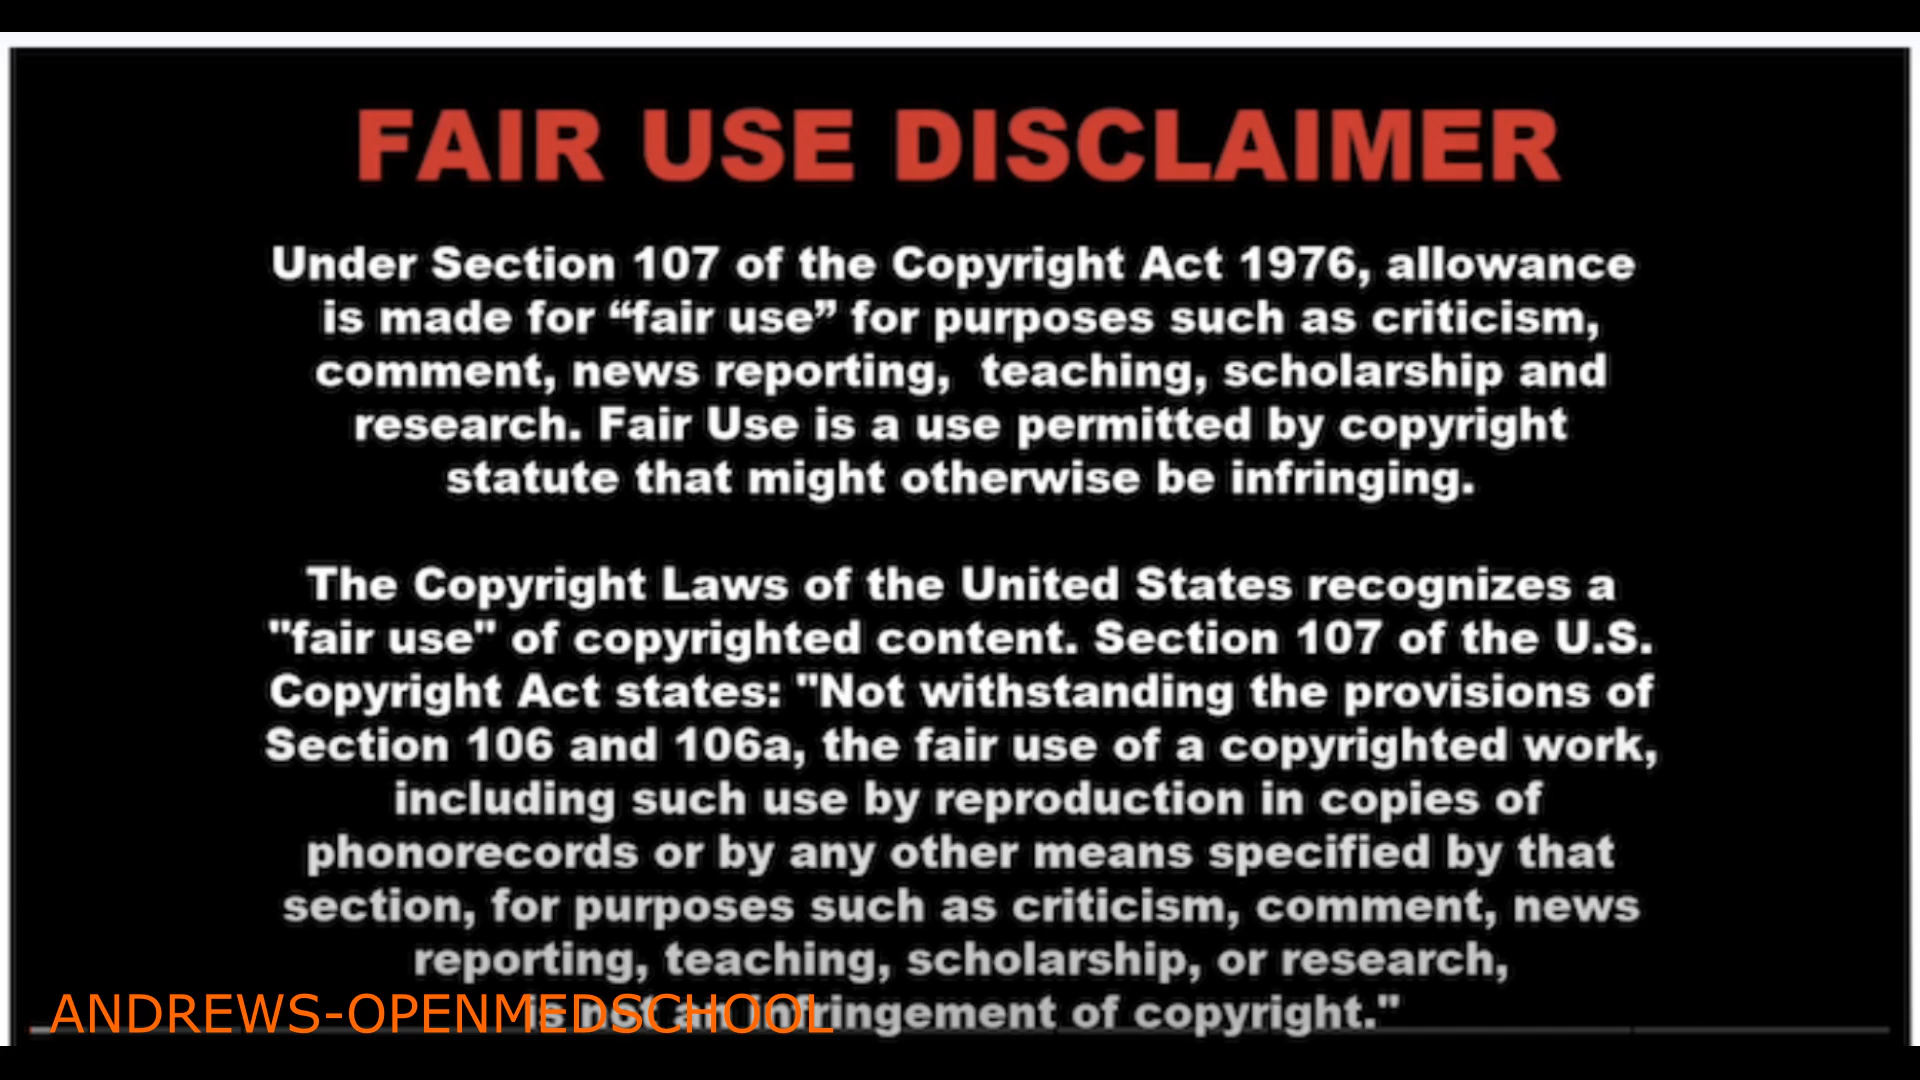 FAIR USE DISCLAIMER
Under Section 107 of the Copyright Act 1976, allowance
is made for “fair use” for purposes such as criticism,
comment, news reporting,  teaching, scholarship and
research. Fair Use is a use permitted by copyright
statute that might otherwise be infringing.
The Copyright Laws of the United States recognizes a
"fair use" of copyrighted content. Section 107 of the U.S.
Copyright Act states: "Not withstanding the provisions of
Section 106 and 106a, the fair use of a copyrighted work,
including such use by reproduction in copies of
phonorecords or by any other means specified by that
section, for purposes such as criticism, comment, news
reporting, teaching, scholarship, or research,
is not an infringement of copyright."
ANDREWS-OPENMEDSCHOOL